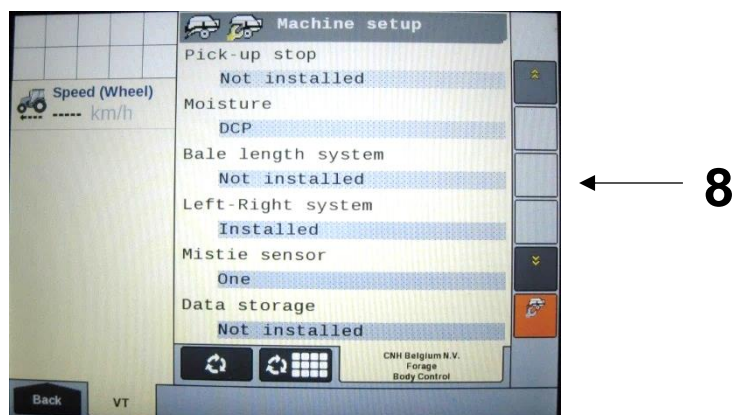 Machine setup
Speed (Wheel)
----- km/h
Pick-up stop
Not installed
Moisture
DCP
Bale length system
Not installed
Left-Right system
Installed
Mistie sensor
One
Data storage
Not installed
CNH Belgium N.V.
Forage
Body Control
Back
VT
8